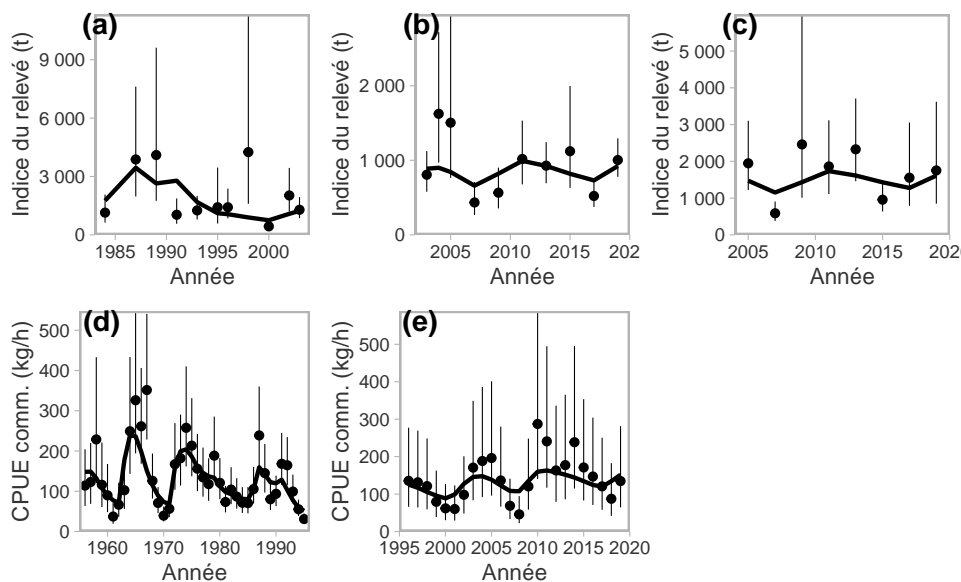 (a)
Indice du relevé (t)
9 000
6 000
3 000
0
1985 1990 1995 2000
Année
(b)
Indice du relevé (t)
2 000
1 000
0
2005 2010 2015 202
Année
(c)
Indice du relevé (t)
5 000
4 000
3 000
2 000
1 000
0
2005 2010 2015 2020
Année
(d)
CPUE comm. (kg/h)
500
400
300
200
100
0
1960 1970 1980 1990
Année
(e)
CPUE comm. (kg/h)
500
400
300
200
100
0
1995 2000 2005 2010 2015 2020
Année